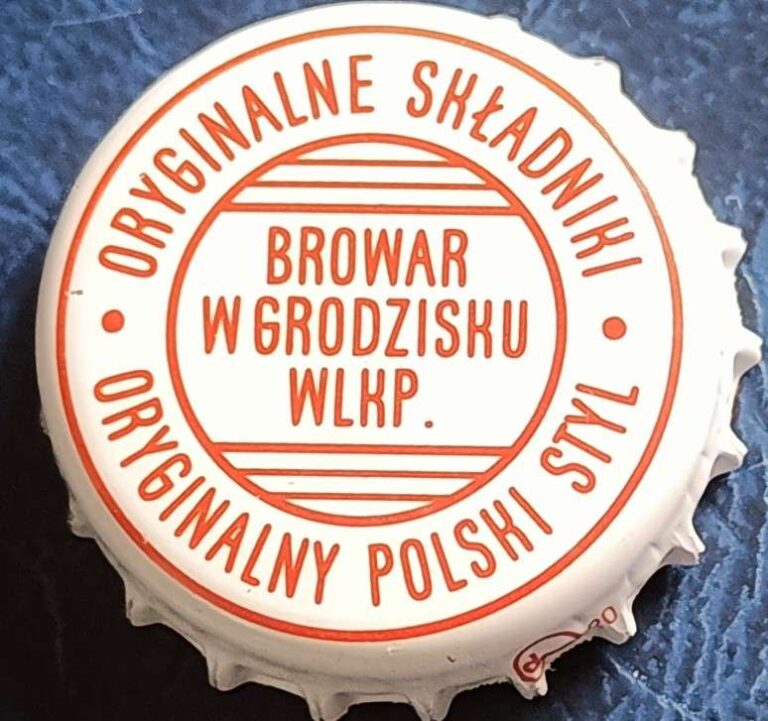 ORYGINALNE SKŁADNIKI
BROWAR
W GRODZISKU
WLKP.
ORYGINALNY POLSKI STYL